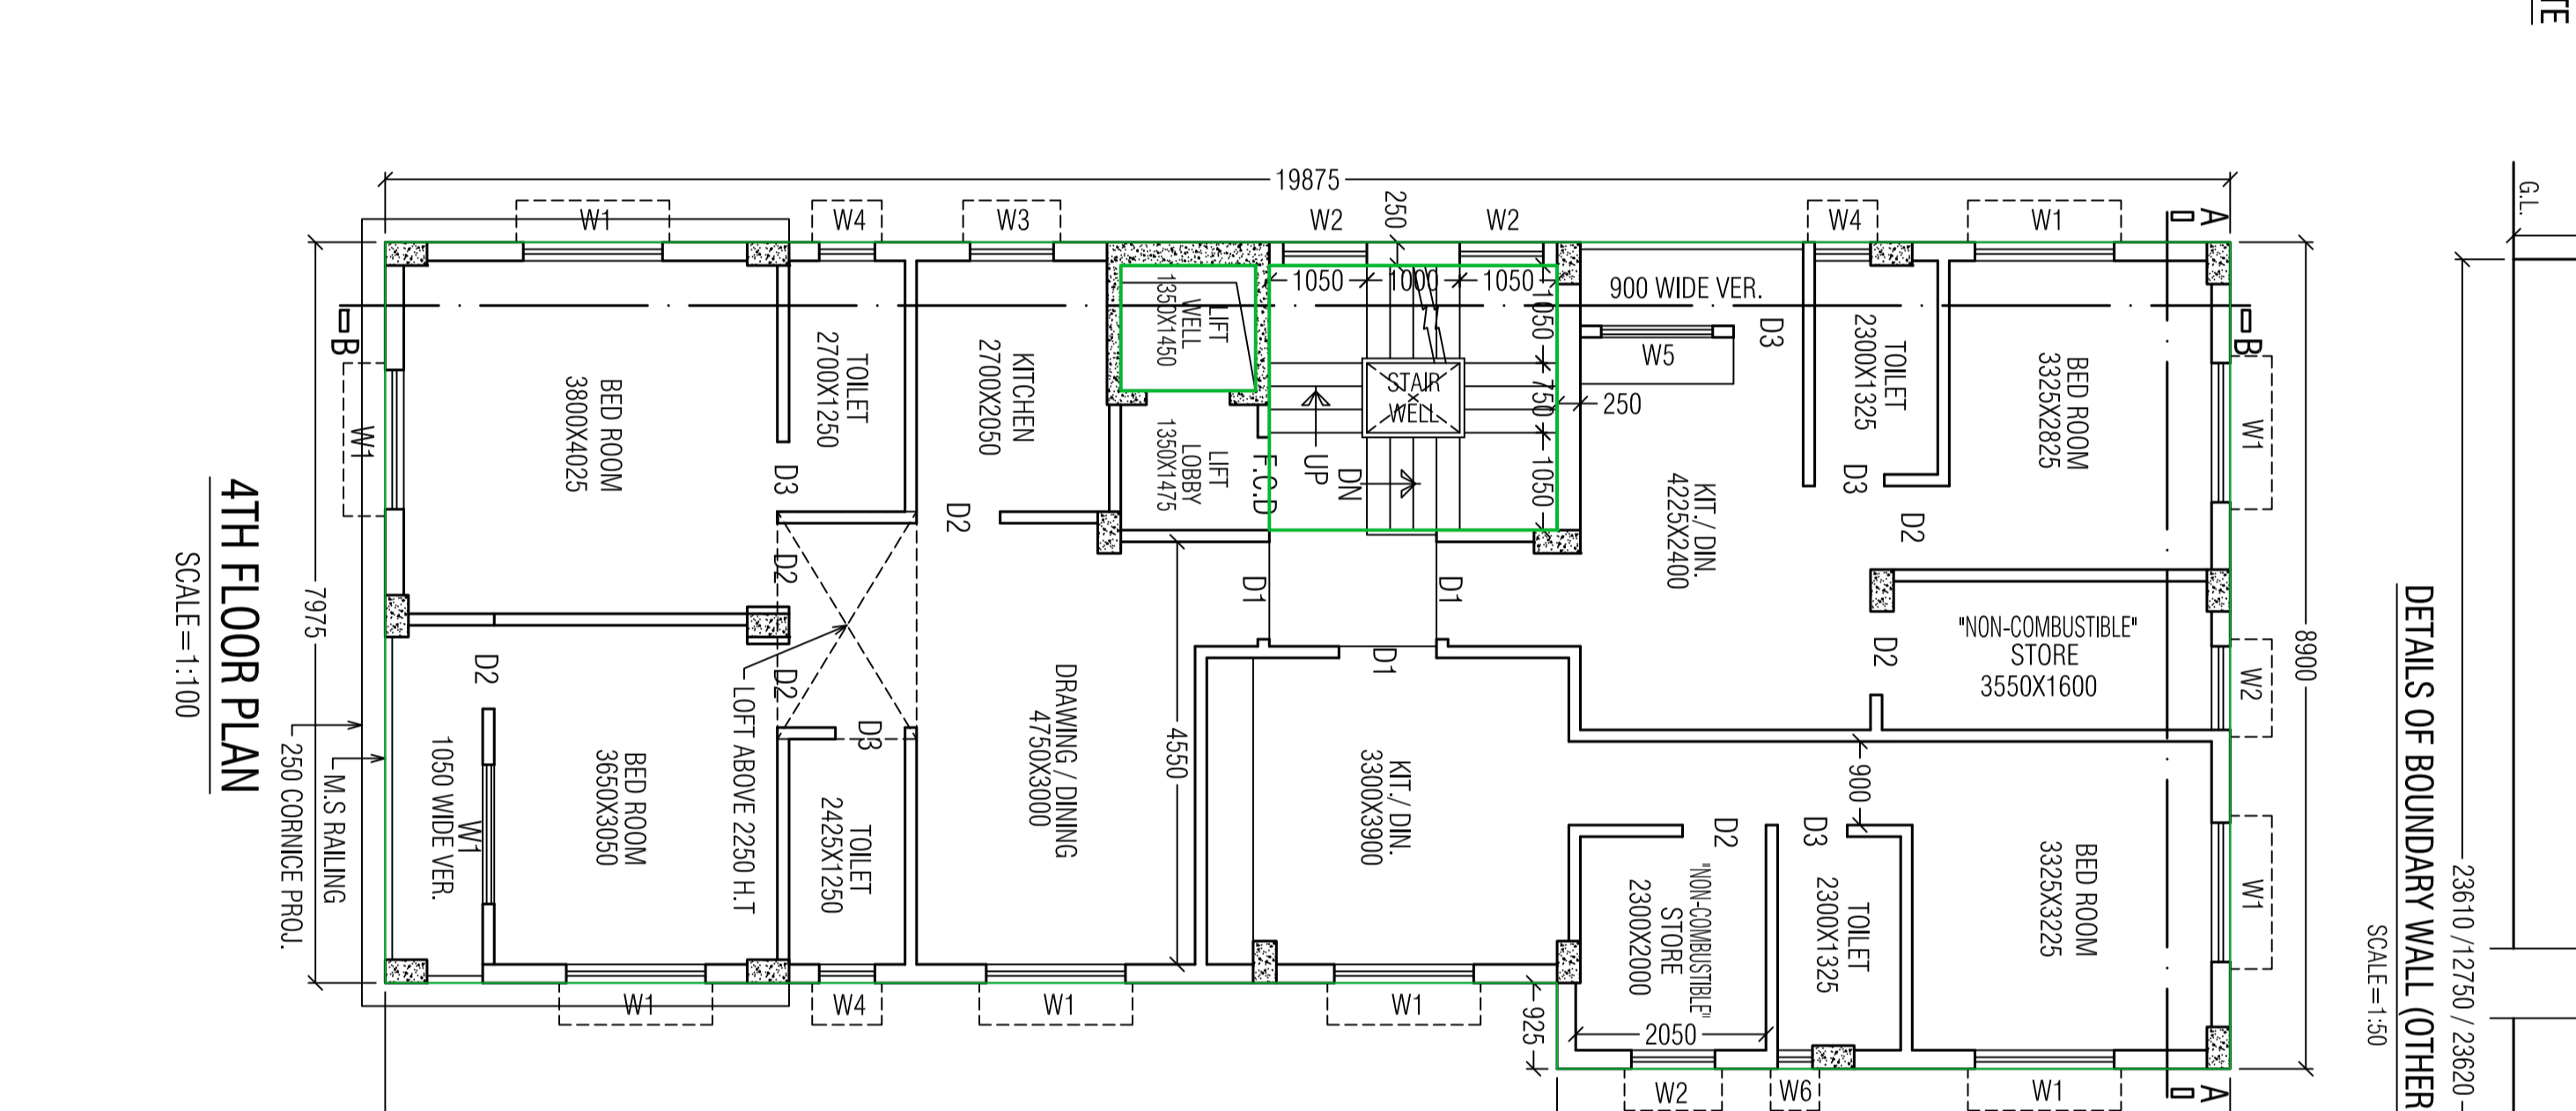 TE
19875
W1
W4
W3
W2
250
W2
W4
W1
A
G.L.
1050
1000
1050
1050
900 WIDE VER.
D3
W5
LIFT
WELL
1350X1450
STAIR
WELL
750
250
1050
UP
DN
LIFT
LOBBY
1350X1475
F.C.D
B
B
W1
W1
BED ROOM
3800X4025
TOILET
2700X1250
KITCHEN
2700X2050
TOILET
2300X1325
BED ROOM
3325X2825
D3
D2
D3
D2
KIT./ DIN.
4225X2400
D2
D1
D1
D1
D2
"NON-COMBUSTIBLE"
STORE
3550X1600
W2
8900
7975
D2
D2
D3
LOFT ABOVE 2250 H.T
DRAWING / DINING
4750X3000
4550
KIT./ DIN.
3300X3900
900
W1
1050 WIDE VER.
W1
BED ROOM
3650X3050
TOILET
2425X1250
D2
D3
"NON-COMBUSTIBLE"
STORE
2300X2000
TOILET
2300X1325
BED ROOM
3325X3225
M.S RAILING
250 CORNICE PROJ.
2050
925
W1
W4
W1
W1
W2
W6
W1
A
4TH FLOOR PLAN
SCALE=1:100
DETAILS OF BOUNDARY WALL (OTHER
SCALE=1:50
23610 /12750 / 23620